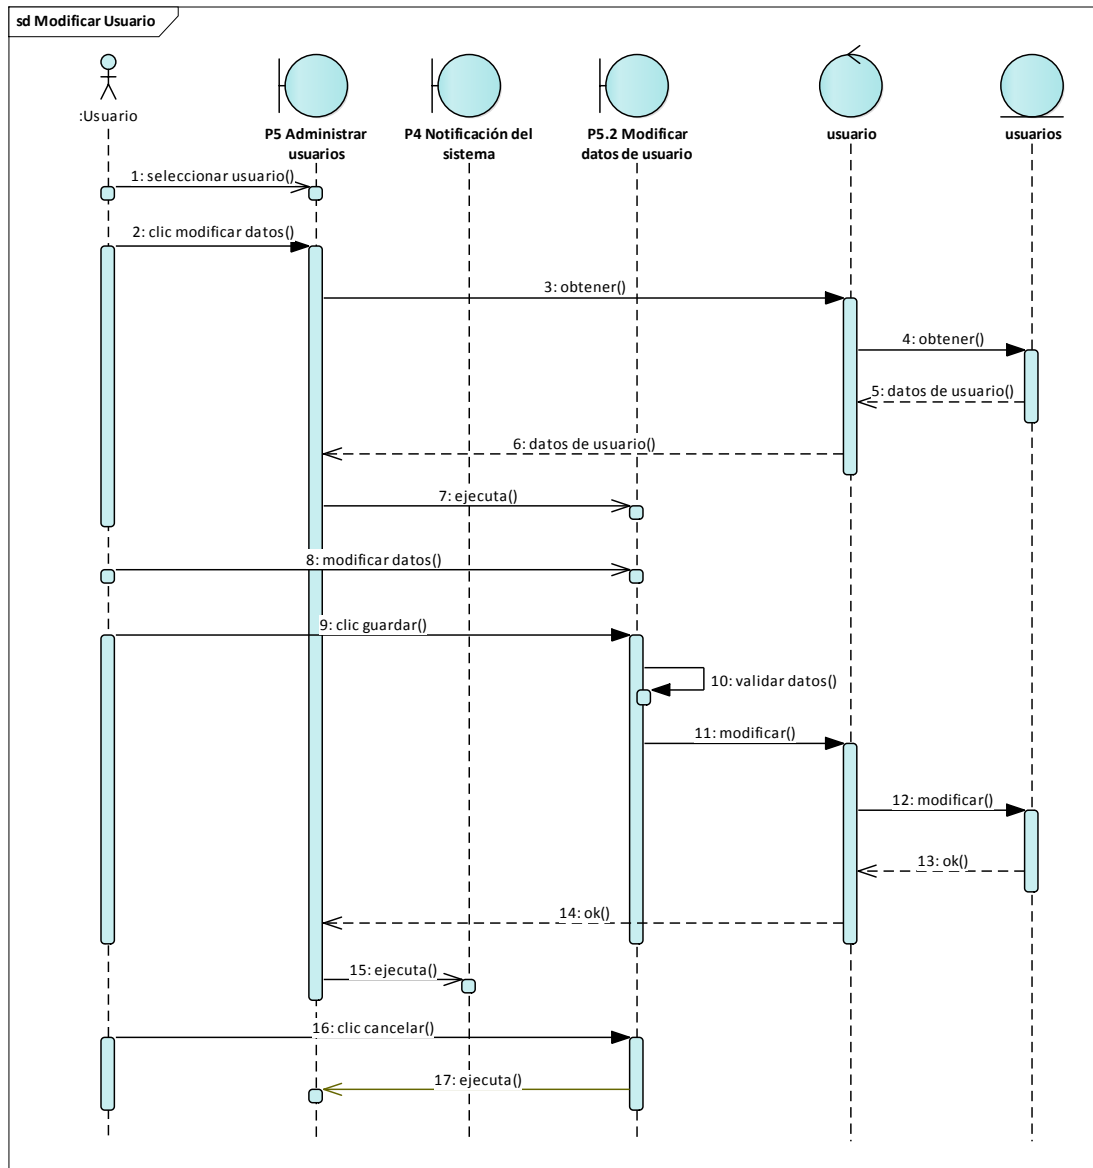 sd Modificar Usuario
:Usuario
P5 Administrar
usuarios
P4 Notificación del
sistema
P5.2 Modificar
datos de usuario
usuario
usuarios
1: seleccionar usuario()
2: clic modificar datos()
3: obtener()
4: obtener()
5: datos de usuario()
6: datos de usuario()
7: ejecuta()
8: modificar datos()
9: clic guardar()
10: validar datos()
11: modificar()
12: modificar()
13: ok()
14: ok()
15: ejecuta()
16: clic cancelar()
17: ejecuta()